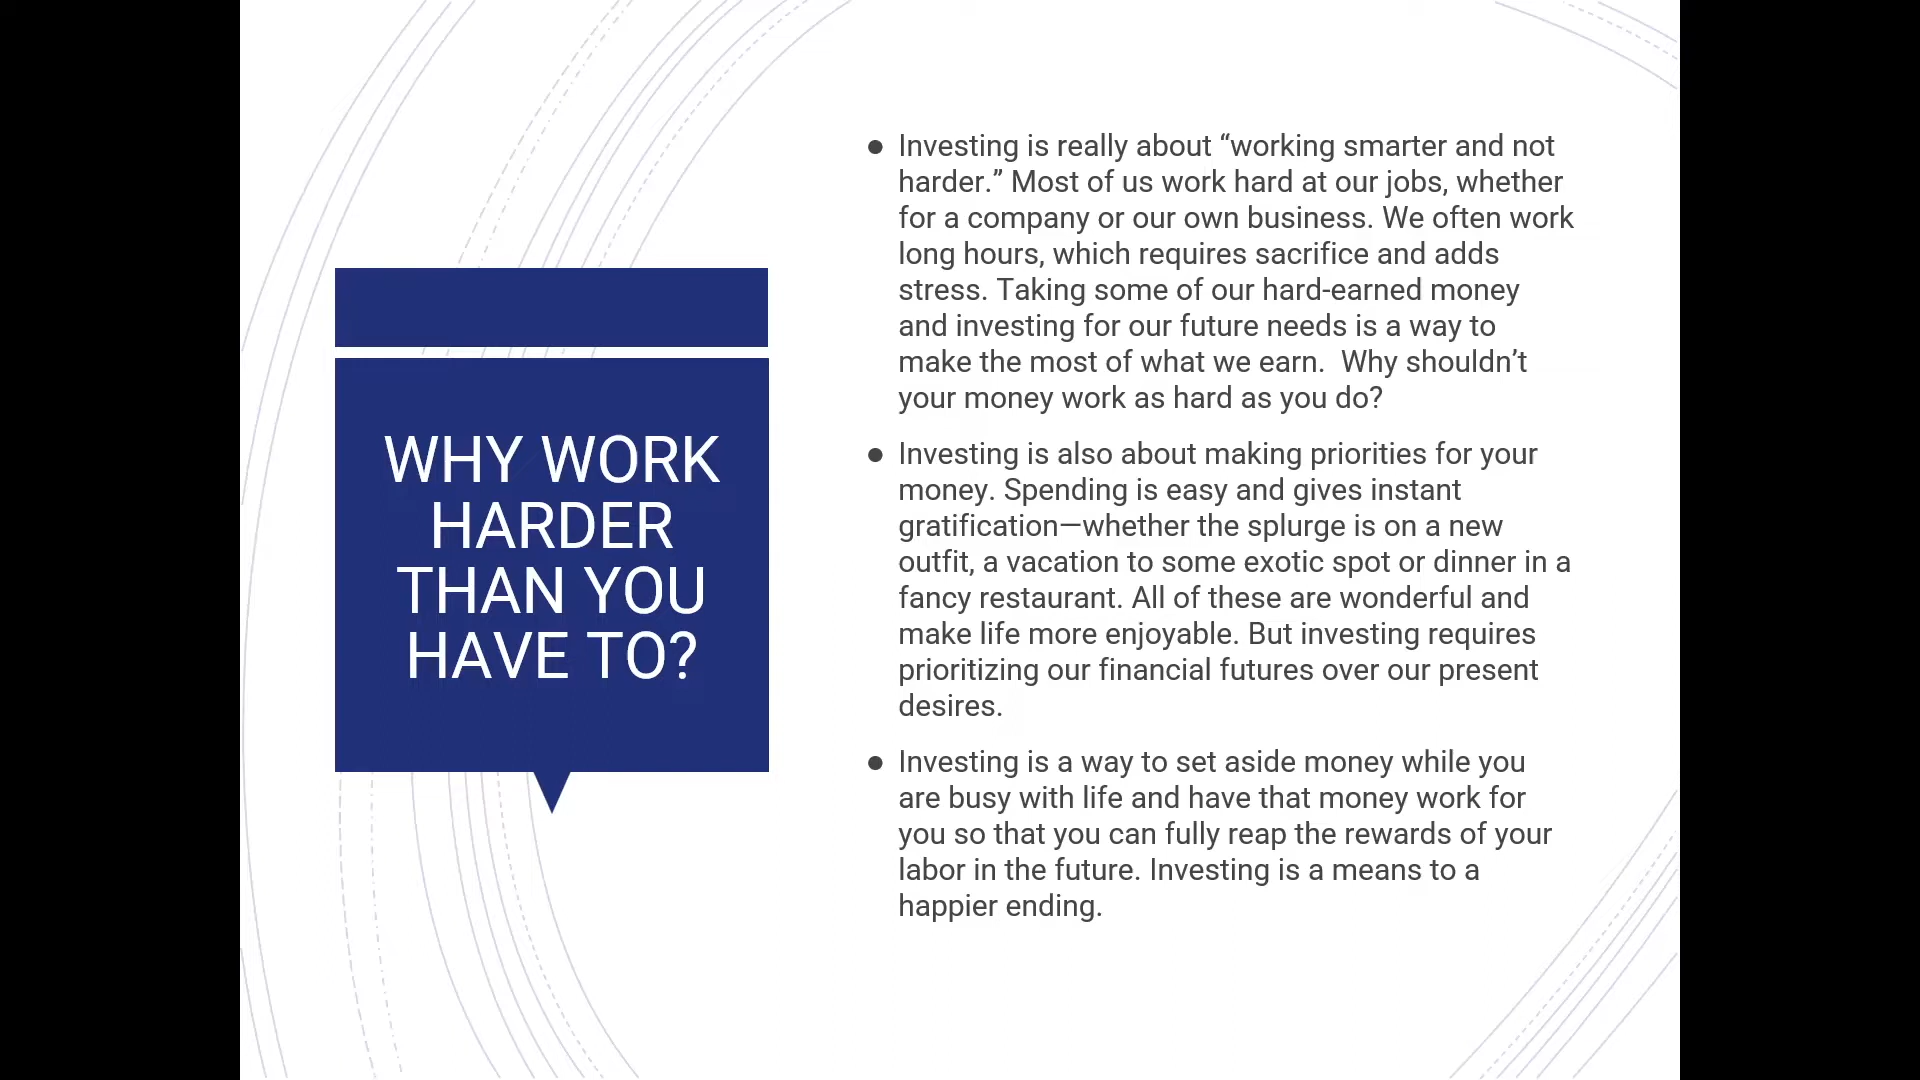 WHY WORK
HARDER
THAN YOU
HAVE TO?
● Investing is really about “working smarter and not
harder.” Most of us work hard at our jobs, whether
for a company or our own business. We often work
long hours, which requires sacrifice and adds
stress. Taking some of our hard-earned money
and investing for our future needs is a way to
make the most of what we earn.  Why shouldn’t
your money work as hard as you do?
● Investing is also about making priorities for your
money. Spending is easy and gives instant
gratification—whether the splurge is on a new
outfit, a vacation to some exotic spot or dinner in a
fancy restaurant. All of these are wonderful and
make life more enjoyable. But investing requires
prioritizing our financial futures over our present
desires.
● Investing is a way to set aside money while you
are busy with life and have that money work for
you so that you can fully reap the rewards of your
labor in the future. Investing is a means to a
happier ending.